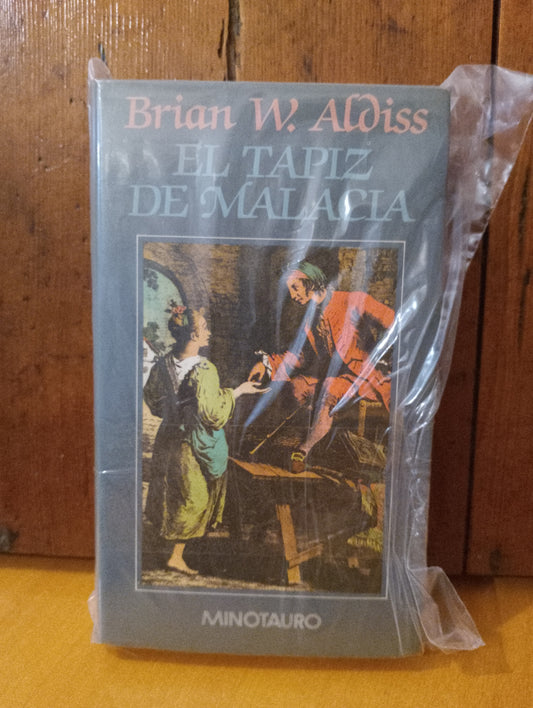 Brian W. Aldiss
EL TAPIZ
DE MALACIA
MINOTAURO